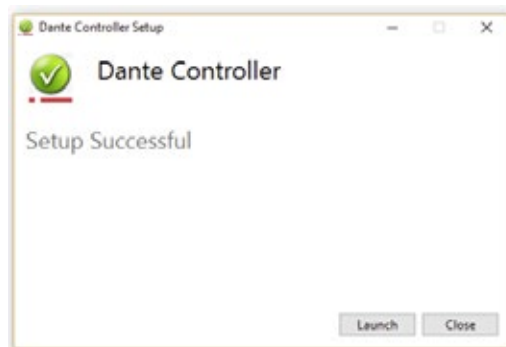 Dante Controller Setup
Dante Controller
Setup Successful
Launch Close